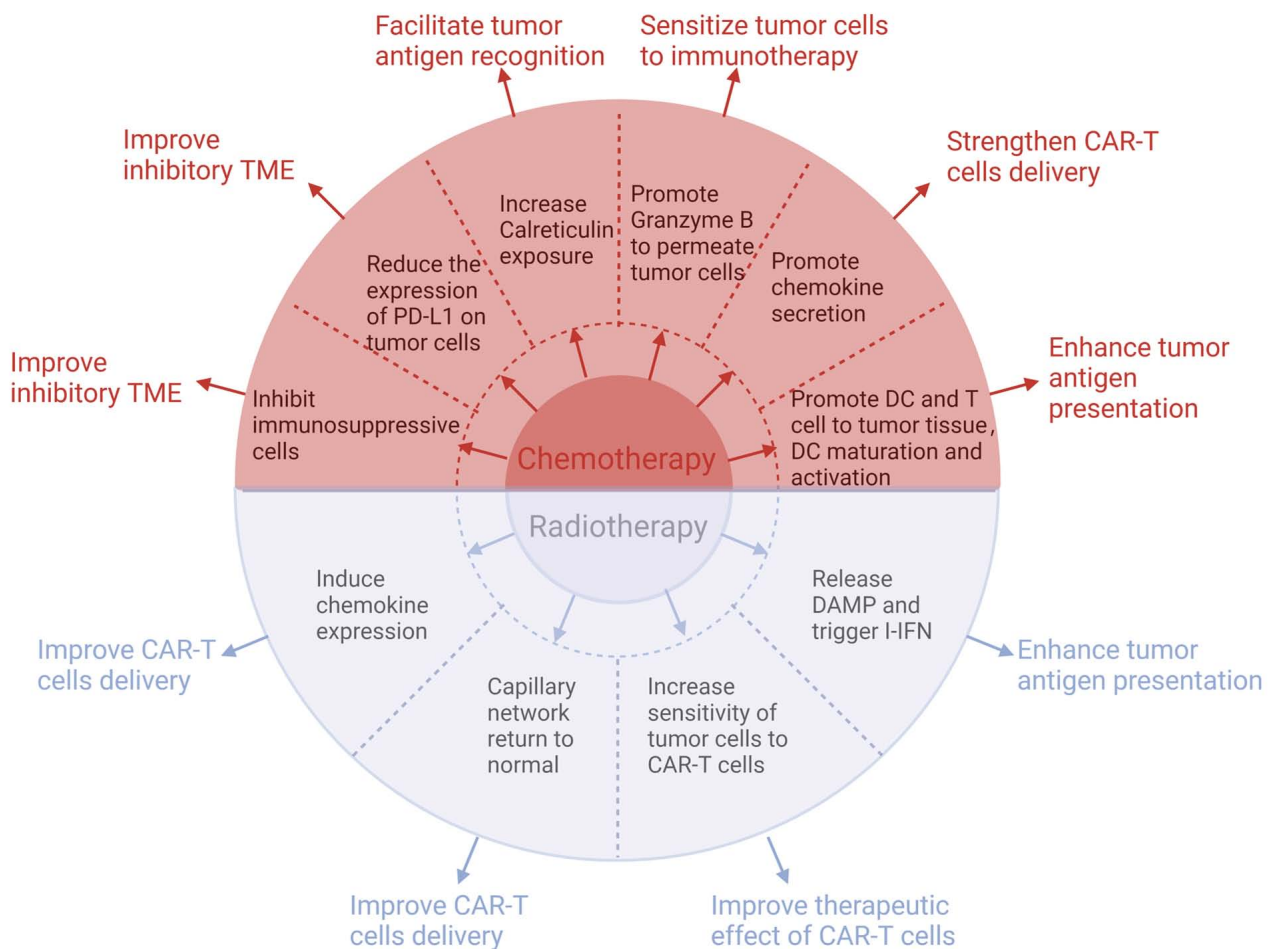 Facilitate tumor
antigen recognition
Sensitize tumor cells
to immunotherapy
Improve
inhibitory TME
Strengthen CAR-T
cells delivery
Increase
Calreticulin
exposure
Promote
Granzyme B
to permeate
tumor cells
Reduce the
expression
of PD-L1 on
tumor cells
Promote
chemokine
secretion
Improve
inhibitory TME
Enhance tumor
antigen
presentation
Inhibit
immunosuppressive
cells
Promote DC and T
cell to tumor tissue,
DC maturation and
activation
Chemotherapy
Radiotherapy
Induce
chemokine
expression
Release
DAMP and
trigger I-IFN
Improve CAR-T
cells delivery
Enhance tumor
antigen presentation
Capillary
network
return to
normal
Increase
sensitivity of
tumor cells to
CAR-T cells
Improve CAR-T
cells delivery
Improve therapeutic
effect of CAR-T cells